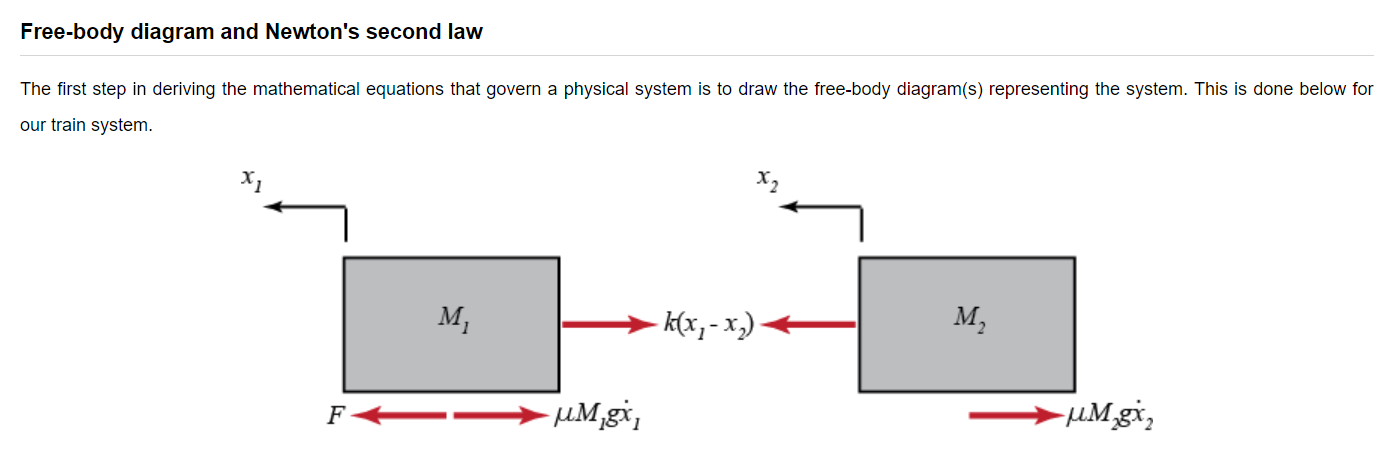 Free-body diagram and Newton's second law
The first step in deriving the mathematical equations that govern a physical system is to draw the free-body diagram(s) representing the system. This is done below for
our train system.
x₁ x₂
M₁ k(x₁ - x₂) M₂
F μM₁gẋ₁ μM₂gẋ₂